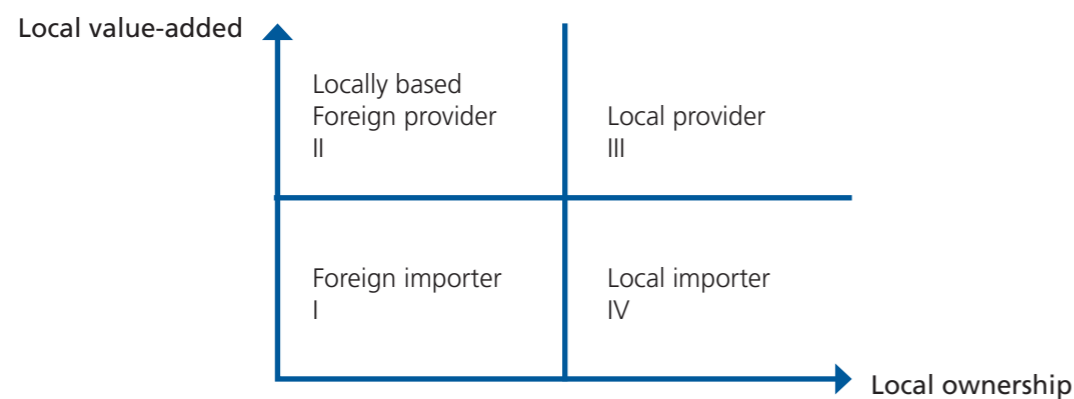 Local value-added
Locally based
Foreign provider
II
Local provider
III
Foreign importer
I
Local importer
IV
Local ownership